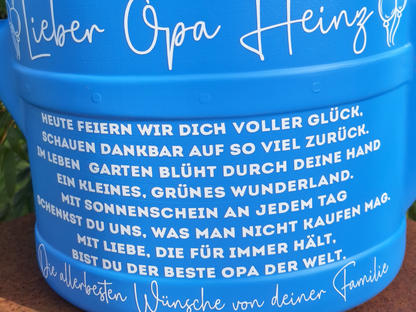 Lieber Opa Heinz
HEUTE FEIERN WIR DICH VOLLER GLÜCK,
SCHAUEN DANKBAR AUF SO VIEL ZURÜCK.
IM LEBEN GARTEN BLÜHT DURCH DEINE HAND
EIN KLEINES, GRÜNES WUNDERLAND.
MIT SONNENSCHEIN AN JEDEM TAG
SCHENKST DU UNS, WAS MAN NICHT KAUFEN MAG.
MIT LIEBE, DIE FÜR IMMER HÄLT,
BIST DU DER BESTE OPA DER WELT.
Die allerbesten Wünsche von deiner Familie